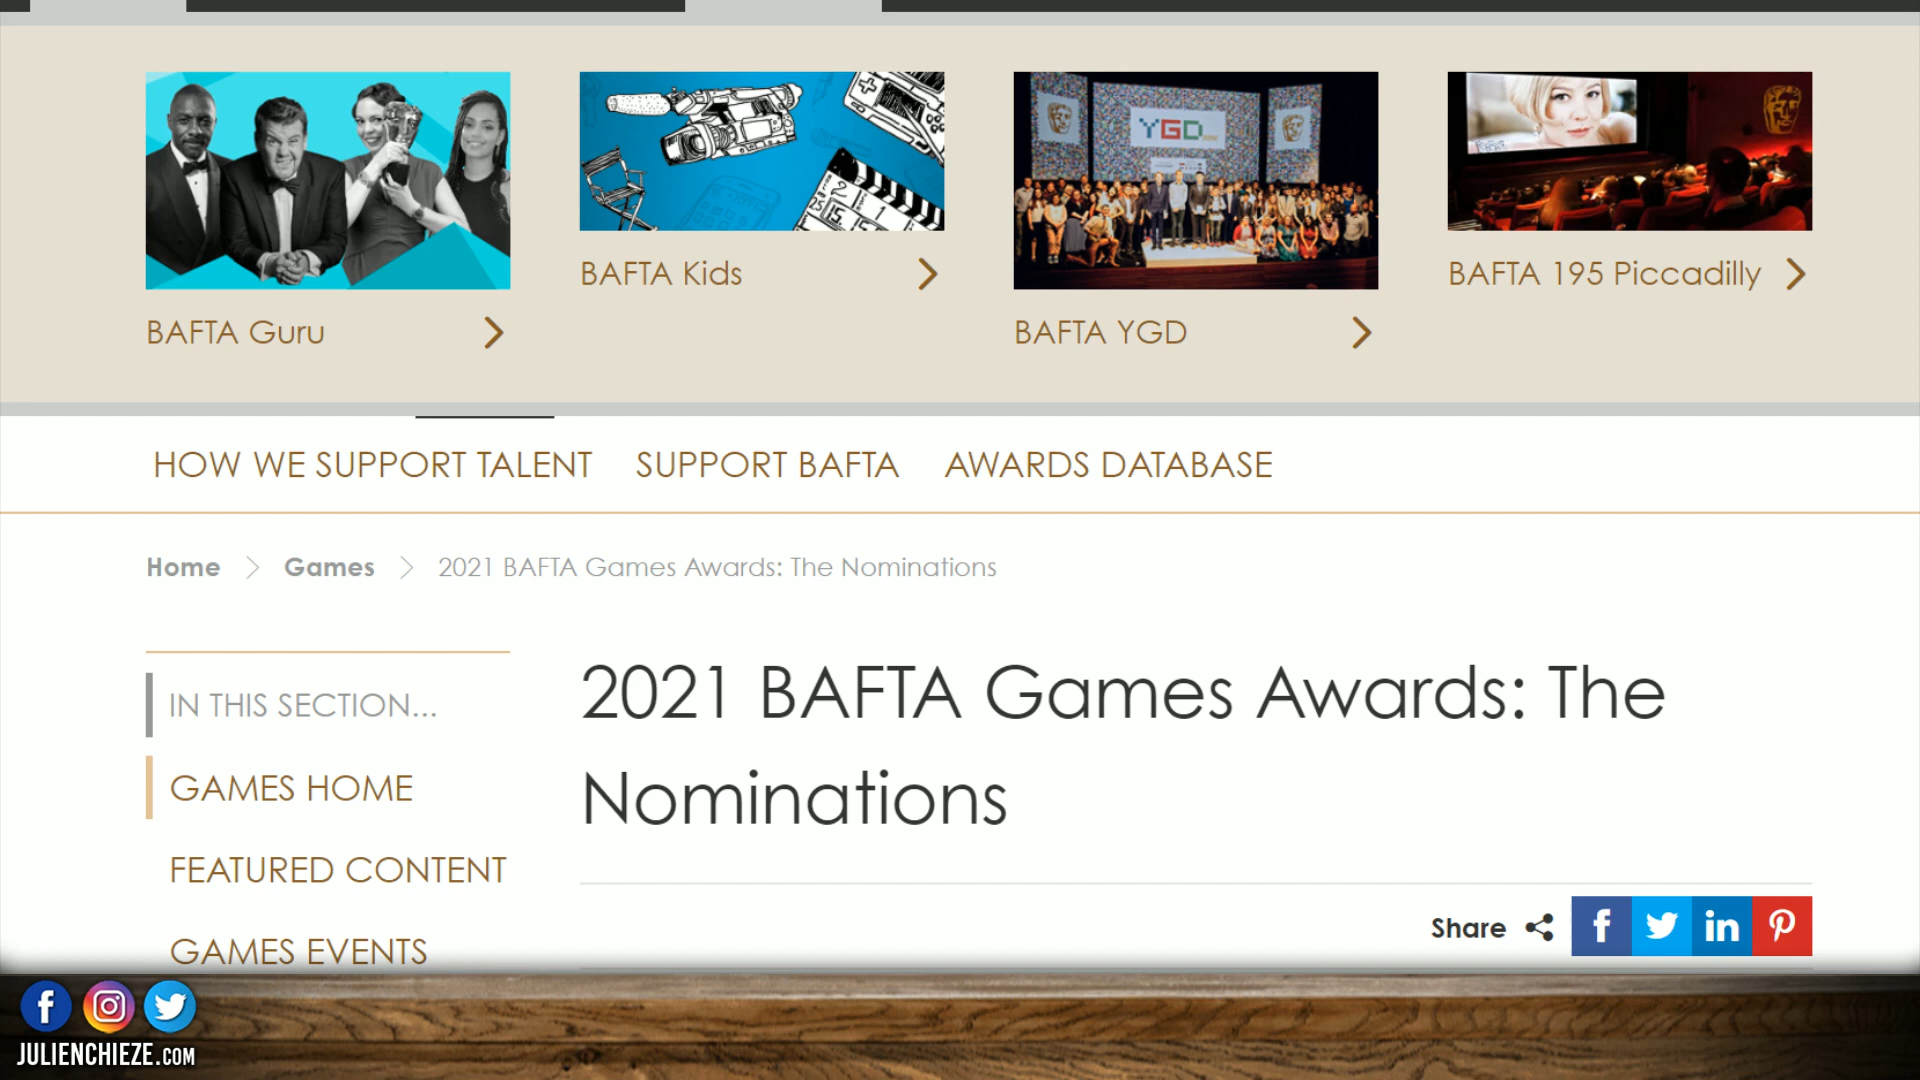 YGD
BAFTA Guru
BAFTA Kids
BAFTA YGD
BAFTA 195 Piccadilly
HOW WE SUPPORT TALENT SUPPORT BAFTA AWARDS DATABASE
Home > Games > 2021 BAFTA Games Awards: The Nominations
IN THIS SECTION...
GAMES HOME
FEATURED CONTENT
GAMES EVENTS
2021 BAFTA Games Awards: The
Nominations
Share
JULIENCHIEZE.COM